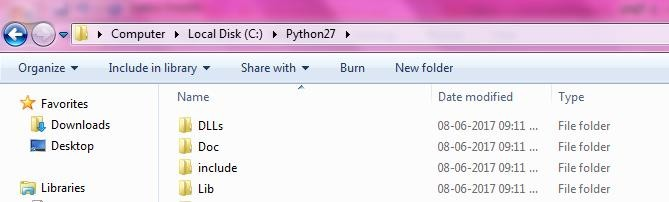 Computer Local Disk (C:) Python27
Organize Include in library Share with Burn New folder
Name Date modified Type
Favorites
Downloads
Desktop
Libraries
DLLs 08-06-2017 09:11 ... File folder
Doc 08-06-2017 09:11 ... File folder
include 08-06-2017 09:11 ... File folder
Lib 08-06-2017 09:11 ... File folder